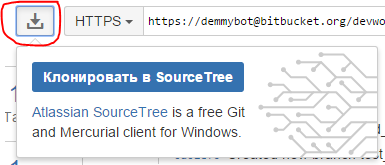 HTTPS https://demmybot@bitbucket.org/devwo
Клонировать в SourceTree
Atlassian SourceTree is a free Git
and Mercurial client for Windows.